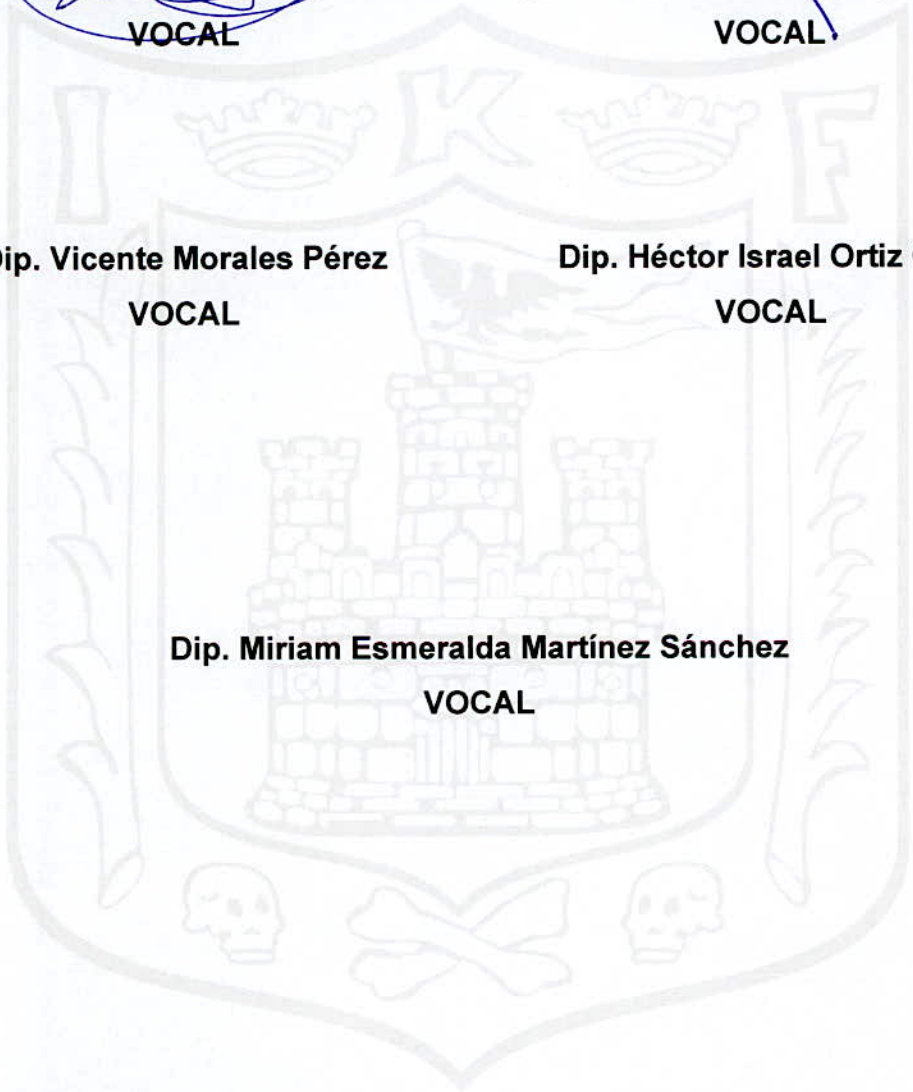 VOCAL VOCAL
I K F
ip. Vicente Morales Pérez Dip. Héctor Israel Ortiz
VOCAL VOCAL
Dip. Miriam Esmeralda Martínez Sánchez
VOCAL